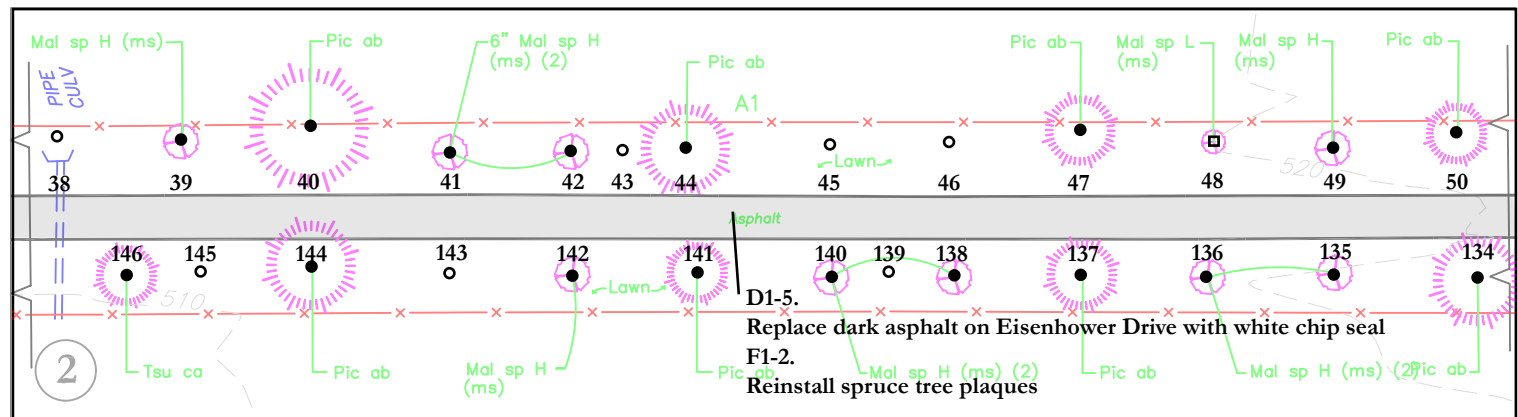 Mal sp H (ms)
Pic ab
6” Mal sp H
(ms) (2)
Pic ab
Pic ab
Mal sp L
(ms)
Mal sp H
(ms)
Pic ab
PIPE
CULV
A1
←Lawn→
520
38 39 40 41 42 43 44 45 46 47 48 49 50
Asphalt
146 145 144 143 142 141 140 139 138 137 136 135 134
510
←Lawn→
D1-5.
Replace dark asphalt on Eisenhower Drive with white chip seal
F1-2.
Reinstall spruce tree plaques
2
Tsu ca
Pic ab
Mal sp H
(ms)
Pic ab
Mal sp H (ms) (2)
Pic ab
Mal sp H (ms) (2)
Pic ab